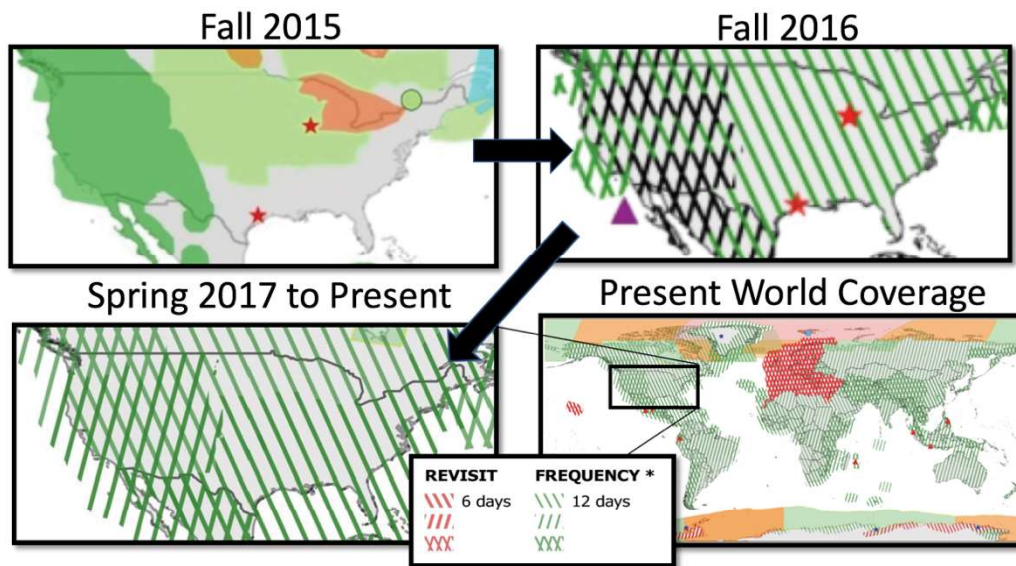 Fall 2015
Fall 2016
Spring 2017 to Present
Present World Coverage
REVISIT FREQUENCY *
6 days 12 days